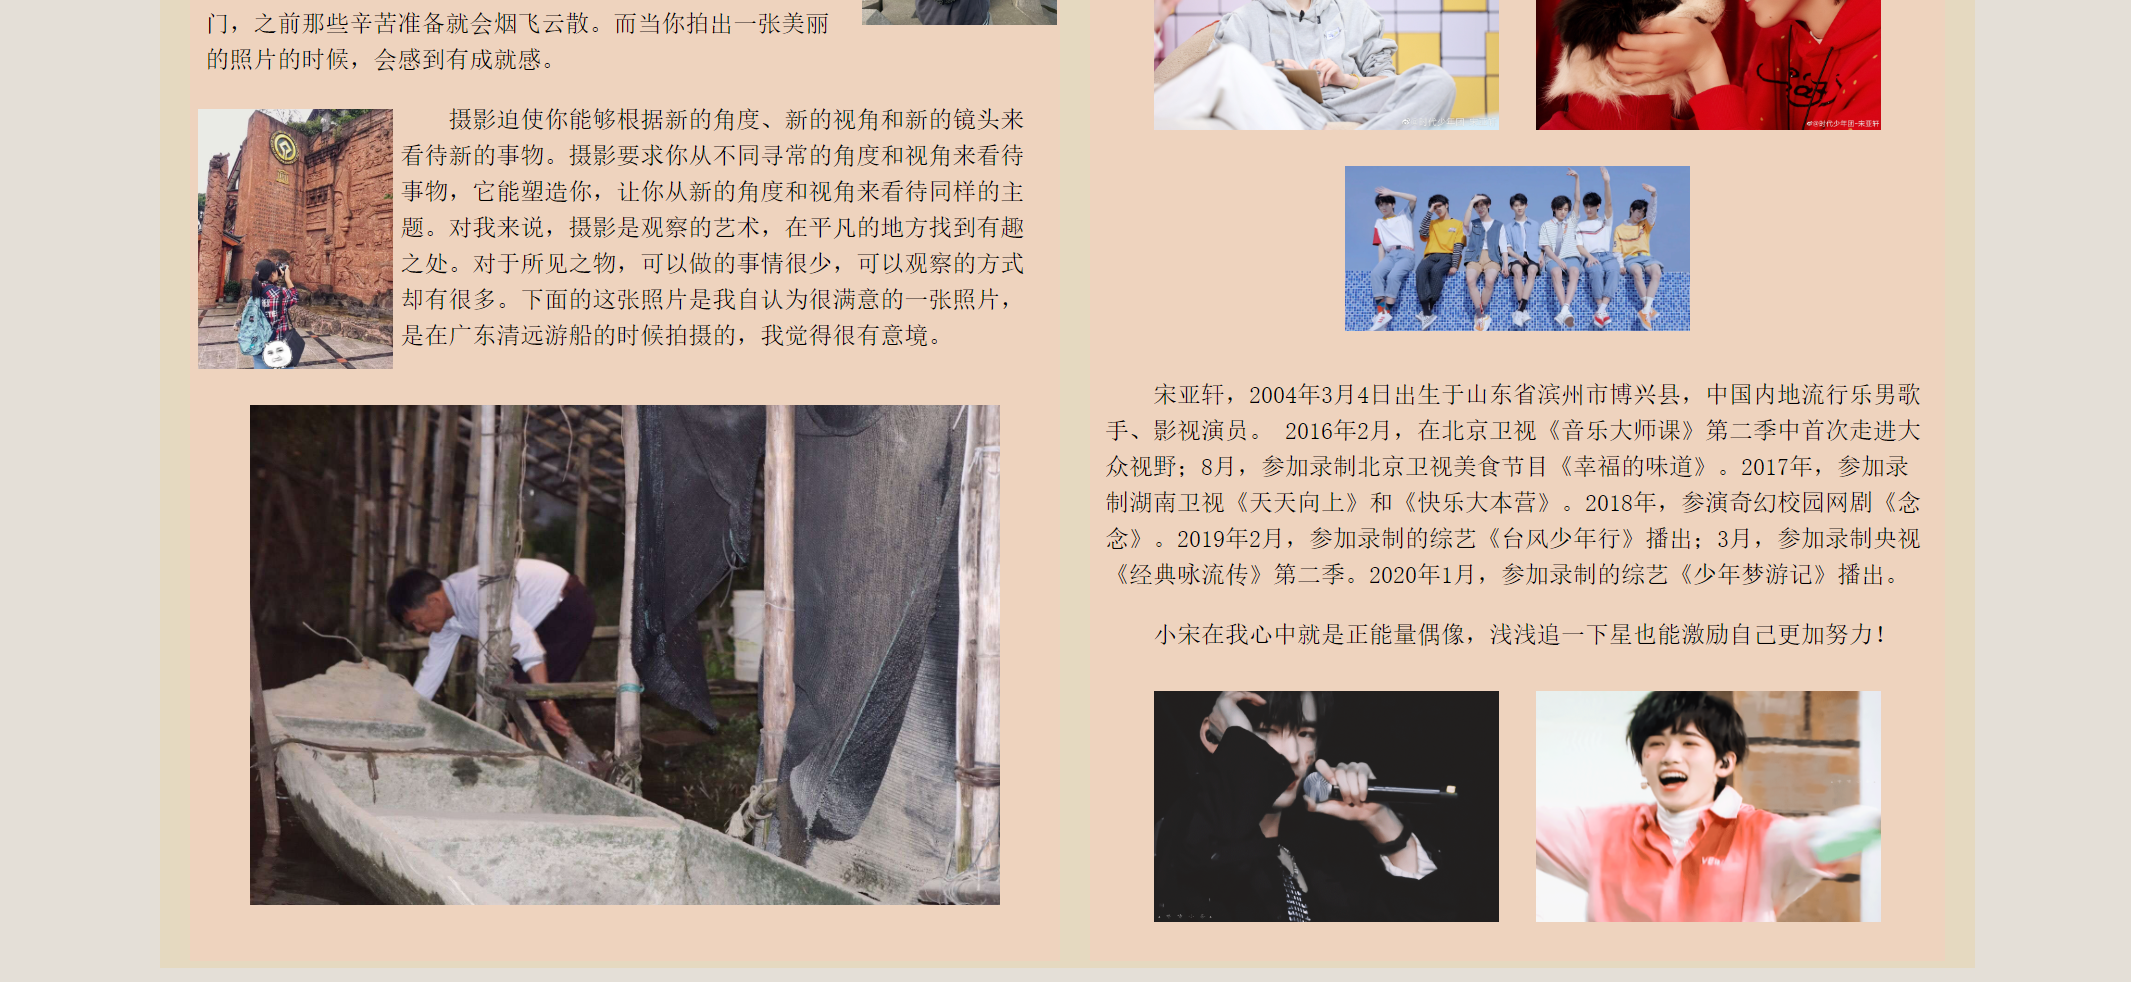 门，之前那些辛苦准备就会烟飞云散。而当你拍出一张美丽
的照片的时候，会感到有成就感。
摄影迫使你能够根据新的角度、新的视角和新的镜头来
看待新的事物。摄影要求你从不同寻常的角度和视角来看待
事物，它能塑造你，让你从新的角度和视角来看待同样的主
题。对我来说，摄影是观察的艺术，在平凡的地方找到有趣
之处。对于所见之物，可以做的事情很少，可以观察的方式
却有很多。下面的这张照片是我自认为很满意的一张照片，
是在广东清远游船的时候拍摄的，我觉得很有意境。
@时代少年团-宋亚轩
宋亚轩，2004年3月4日出生于山东省滨州市博兴县，中国内地流行乐男歌
手、影视演员。 2016年2月，在北京卫视《音乐大师课》第二季中首次走进大
众视野；8月，参加录制北京卫视美食节目《幸福的味道》。2017年，参加录
制湖南卫视《天天向上》和《快乐大本营》。2018年，参演奇幻校园网剧《念
念》。2019年2月，参加录制的综艺《台风少年行》播出；3月，参加录制央视
《经典咏流传》第二季。2020年1月，参加录制的综艺《少年梦游记》播出。
小宋在我心中就是正能量偶像，浅浅追一下星也能激励自己更加努力！